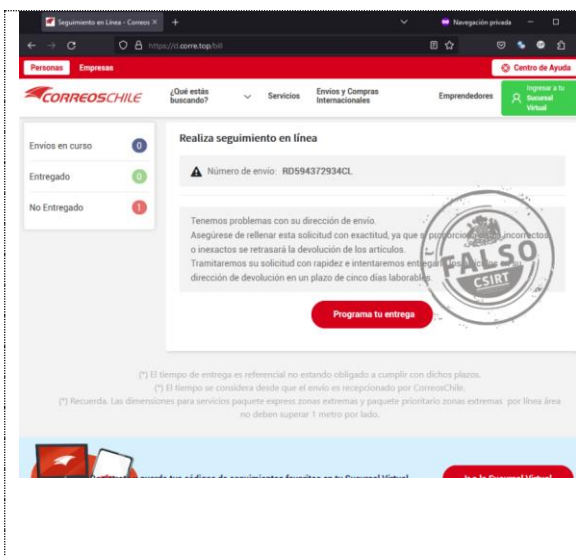 Seguimiento en Línea - Correos
Navegación privada
https://cl.corre.top/bill
Personas
Empresas
Centro de Ayuda
CORREOSCHILE
¿Qué estás
buscando?
Servicios
Envíos y Compras
Internacionales
Emprendedores
Ingresar a tu
Sucursal
Virtual
Envíos en curso
0
Entregado
0
No Entregado
1
Realiza seguimiento en línea
Número de envío: RD594372934CL
Tenemos problemas con su dirección de envío.
Asegúrese de rellenar esta solicitud con exactitud, ya que si proporciona incorrectos
o inexactos se retrasará la devolución de los artículos.
Tramitaremos su solicitud con rapidez e intentaremos
dirección de devolución en un plazo de cinco días laborables.
FALSO
CSIRT
Programa tu entrega
(*) El tiempo de entrega es referencial no estando obligado a cumplir con dichos plazos.
(*) El tiempo se considera desde que el envío es recepcionado por CorreosChile.
(*) Recuerda. Las dimensiones para servicios paquete express zonas extremas y paquete prioritario zonas extremas por línea área
no deben superar 1 metro por lado.